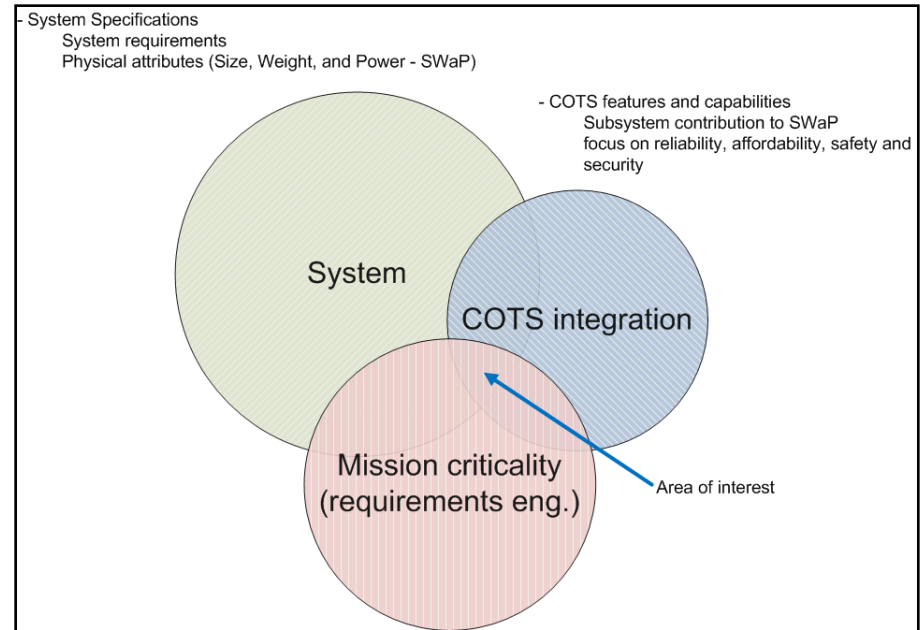 - System Specifications
System requirements
Physical attributes (Size, Weight, and Power - SWaP)
- COTS features and capabilities
Subsystem contribution to SWaP
focus on reliability, affordability, safety and
security
System
COTS integration
Mission criticality
(requirements eng.)
Area of interest